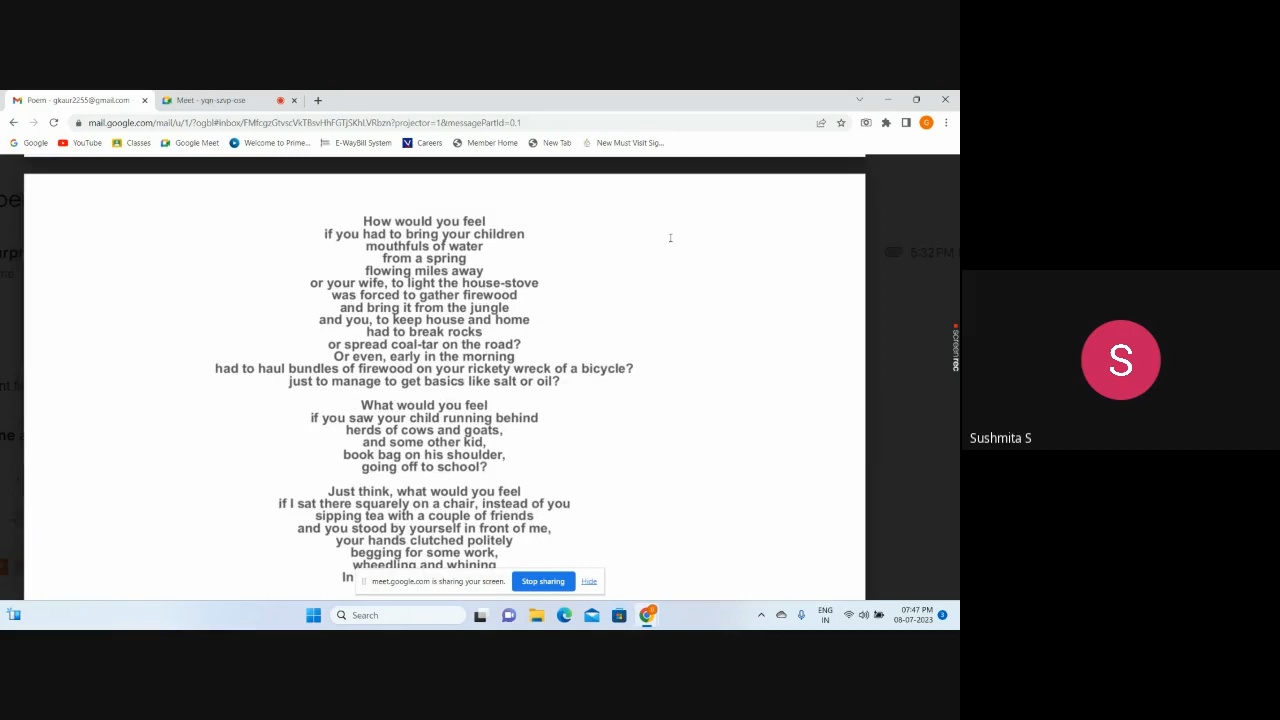 Poem - gkaur2255@gmail.com
Meet - yqn-szvp-ose
mail.google.com/mail/u/1/?ogbl#inbox/FMfcgzGtvscVkTBsvHhFGTjSKhLVRbzn?projector=1&messagePartId=0.1
Google
YouTube
Classes
Google Meet
Welcome to Prime...
E-WayBill System
Careers
Member Home
New Tab
New Must Visit Sig...
5:32 PM
How would you feel
if you had to bring your children
mouthfuls of water
from a spring
flowing miles away
or your wife, to light the house-stove
was forced to gather firewood
and bring it from the jungle
and you, to keep house and home
had to break rocks
or spread coal-tar on the road?
Or even, early in the morning
had to haul bundles of firewood on your rickety wreck of a bicycle?
just to manage to get basics like salt or oil?
What would you feel
if you saw your child running behind
herds of cows and goats,
and some other kid,
book bag on his shoulder,
going off to school?
Just think, what would you feel
if I sat there squarely on a chair, instead of you
sipping tea with a couple of friends
and you stood by yourself in front of me,
your hands clutched politely
begging for some work,
wheedling and whining
In
meet.google.com is sharing your screen.
Stop sharing
Hide
screenrec
S
Sushmita S
Search
ENG
IN
07:47 PM
08-07-2023
3